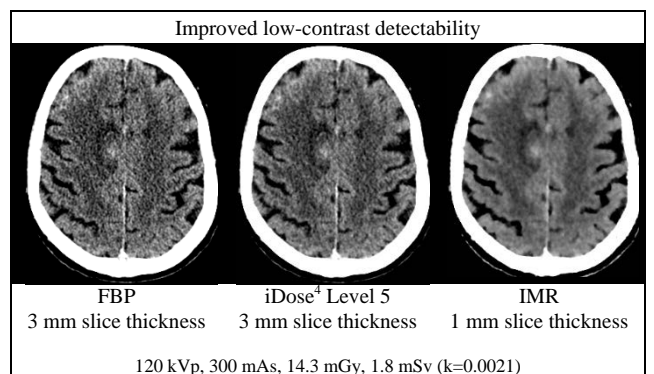 Improved low-contrast detectability
FBP
3 mm slice thickness
iDose⁴ Level 5
3 mm slice thickness
IMR
1 mm slice thickness
120 kVp, 300 mAs, 14.3 mGy, 1.8 mSv (k=0.0021)